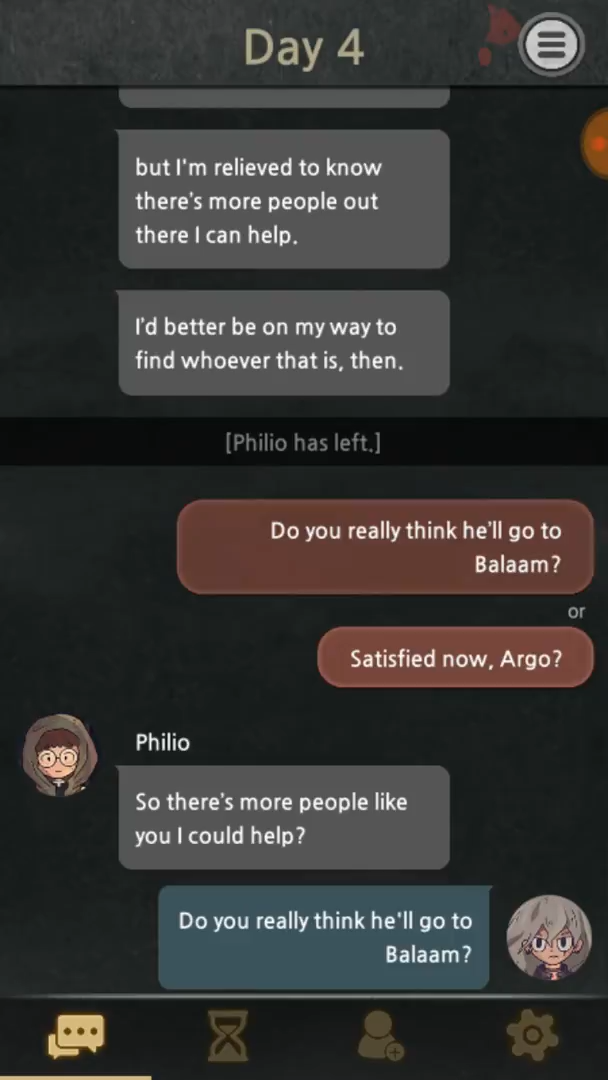 Day 4
but I'm relieved to know
there's more people out
there I can help.
I'd better be on my way to
find whoever that is, then.
[Philio has left.]
Do you really think he'll go to
Balaam?
or
Satisfied now, Argo?
Philio
So there's more people like
you I could help?
Do you really think he'll go to
Balaam?